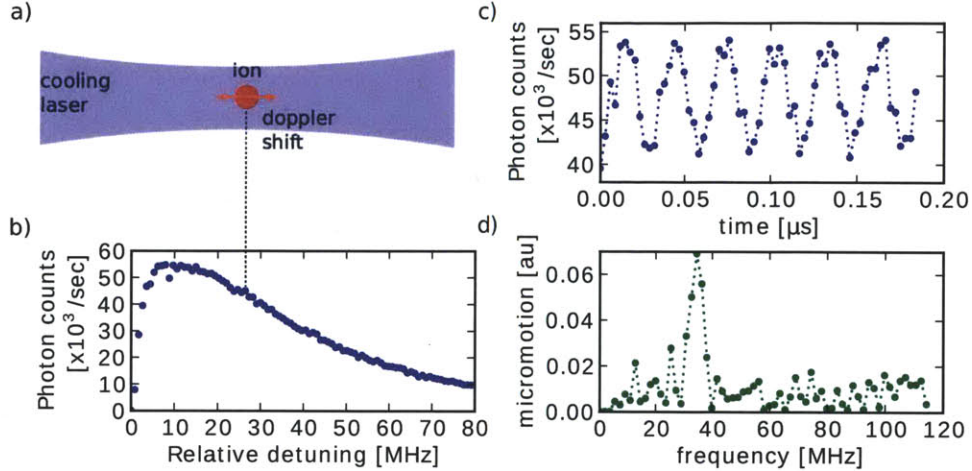 a)
cooling
laser
ion
doppler
shift
b)
Photon counts
[x10³ /sec]
60
50
40
30
20
10
0
0 10 20 30 40 50 60 70 80
Relative detuning [MHz]
c)
Photon counts
[x10³ /sec]
55
50
45
40
0.00 0.05 0.10 0.15 0.20
time [µs]
d)
micromotion [au]
0.06
0.04
0.02
0.00
0 20 40 60 80 100 120
frequency [MHz]